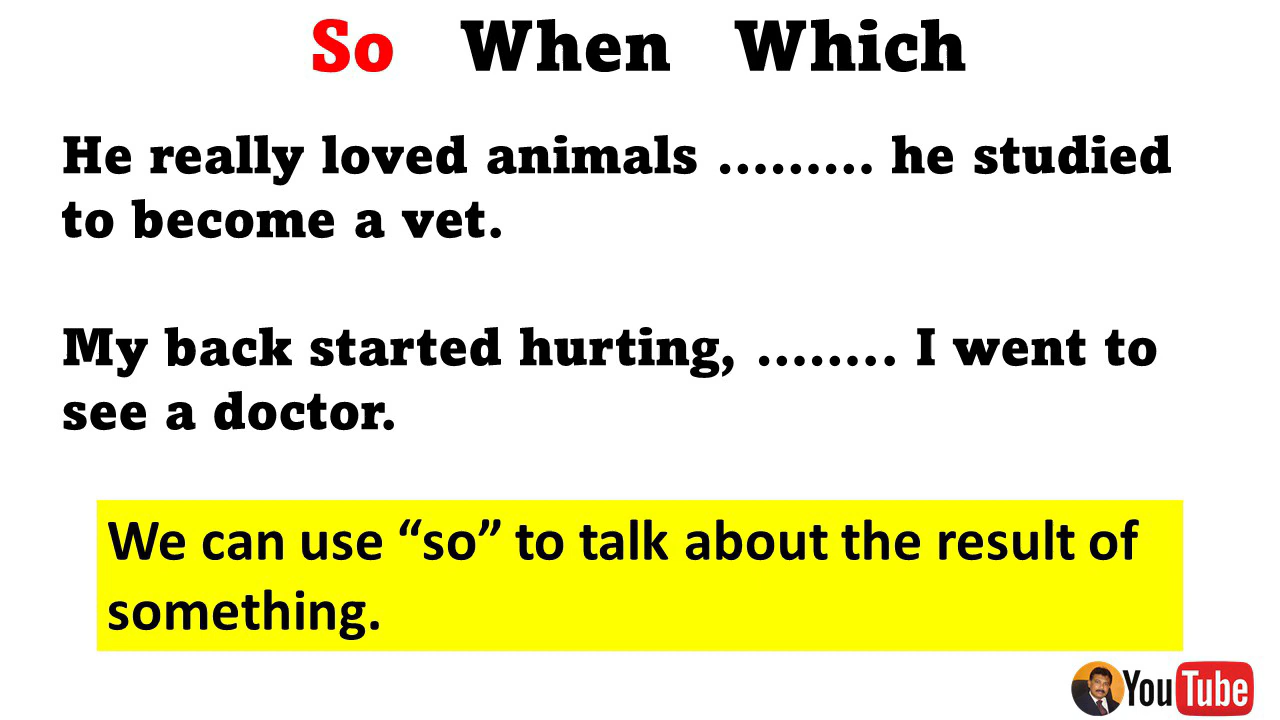 So When Which
He really loved animals ......... he studied
to become a vet.
My back started hurting, ........ I went to
see a doctor.
We can use “so” to talk about the result of
something.
YouTube